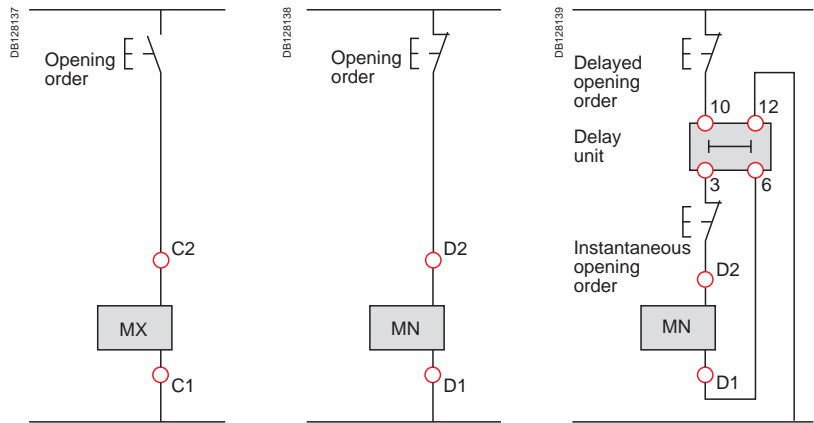 DB128137
Opening
order
C2
MX
C1
DB128138
Opening
order
D2
MN
D1
DB128139
Delayed
opening
order
10
12
Delay
unit
3
6
Instantaneous
opening
order
D2
MN
D1